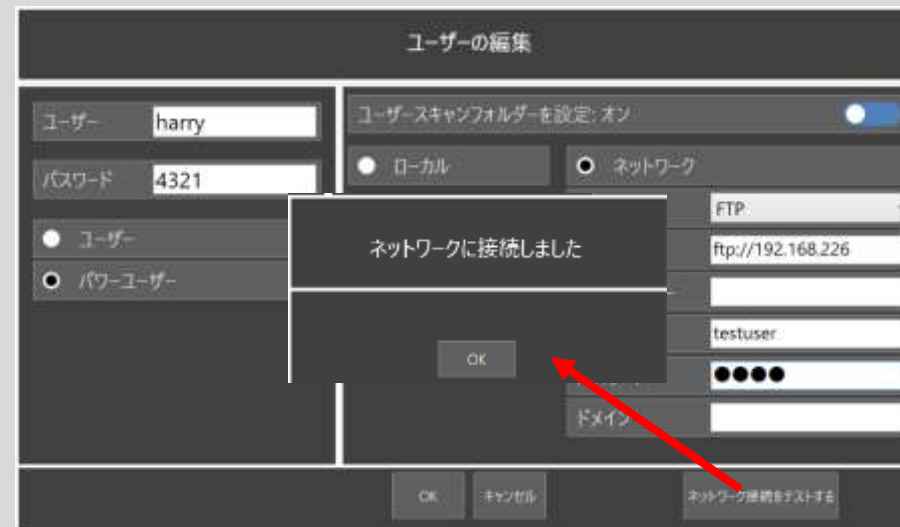 ユーザーの編集
ユーザー harry
パスワード 4321
ユーザー
パワーユーザー
ユーザースキャンフォルダーを設定: オン
ローカル
ネットワーク
FTP
ftp://192.168.226
testuser
●●●●
ドメイン
ネットワークに接続しました
OK
OK キャンセル ネットワーク接続をテストする